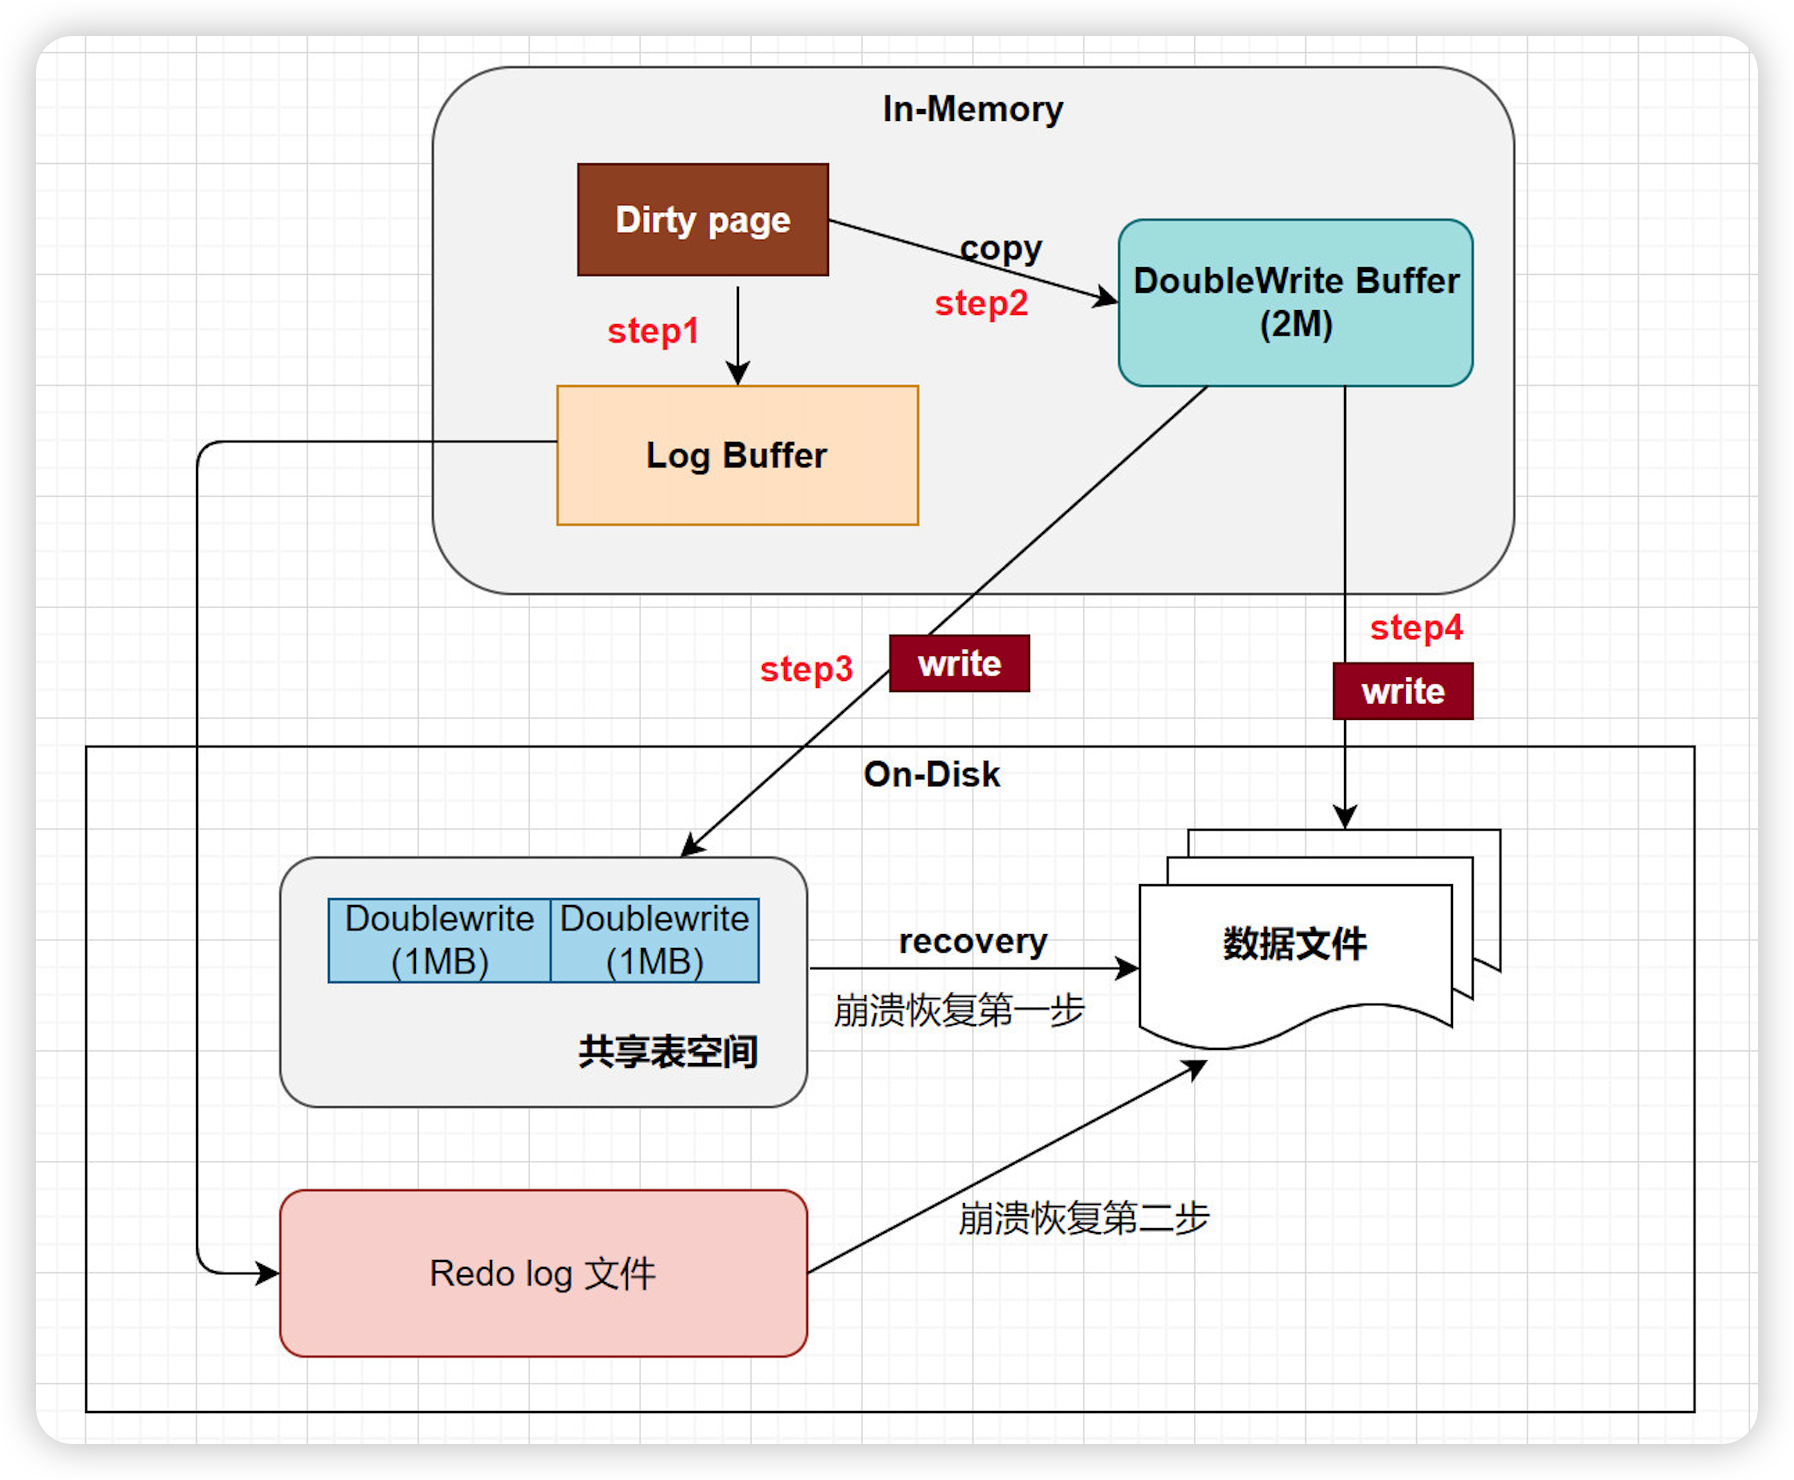 In-Memory
Dirty page
copy
step2
DoubleWrite Buffer
(2M)
step1
Log Buffer
step3
write
step4
write
On-Disk
Doublewrite
(1MB)
Doublewrite
(1MB)
共享表空间
recovery
崩溃恢复第一步
数据文件
崩溃恢复第二步
Redo log 文件